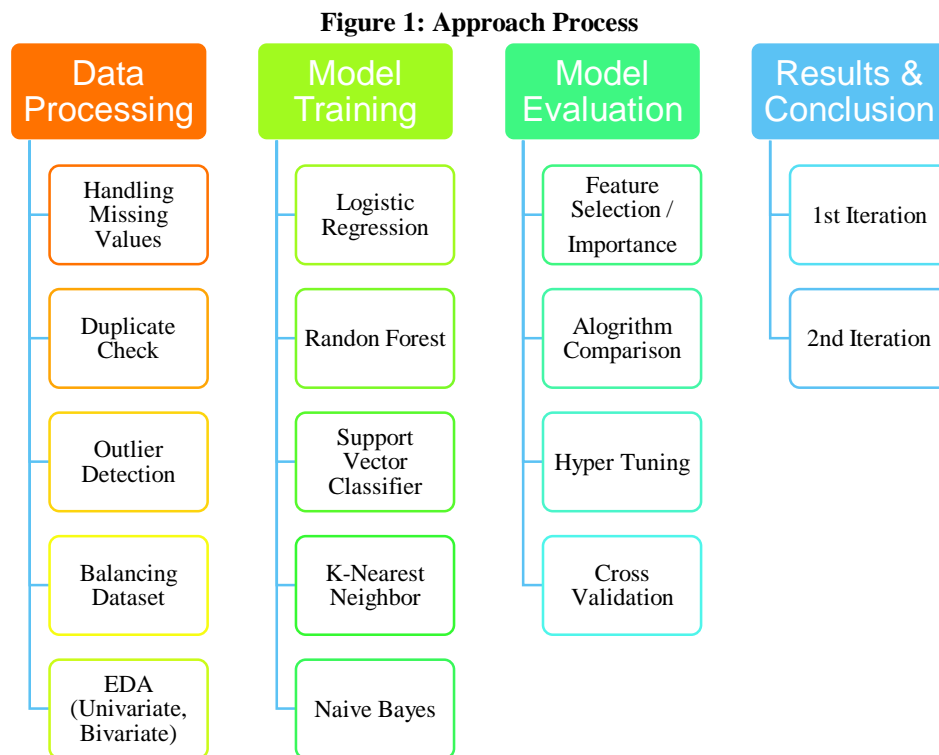 Figure 1: Approach Process
Data
Processing
Handling
Missing
Values
Duplicate
Check
Outlier
Detection
Balancing
Dataset
EDA
(Univariate,
Bivariate)
Model
Training
Logistic
Regression
Randon Forest
Support
Vector
Classifier
K-Nearest
Neighbor
Naive Bayes
Model
Evaluation
Feature
Selection /
Importance
Alogrithm
Comparison
Hyper Tuning
Cross
Validation
Results &
Conclusion
1st Iteration
2nd Iteration